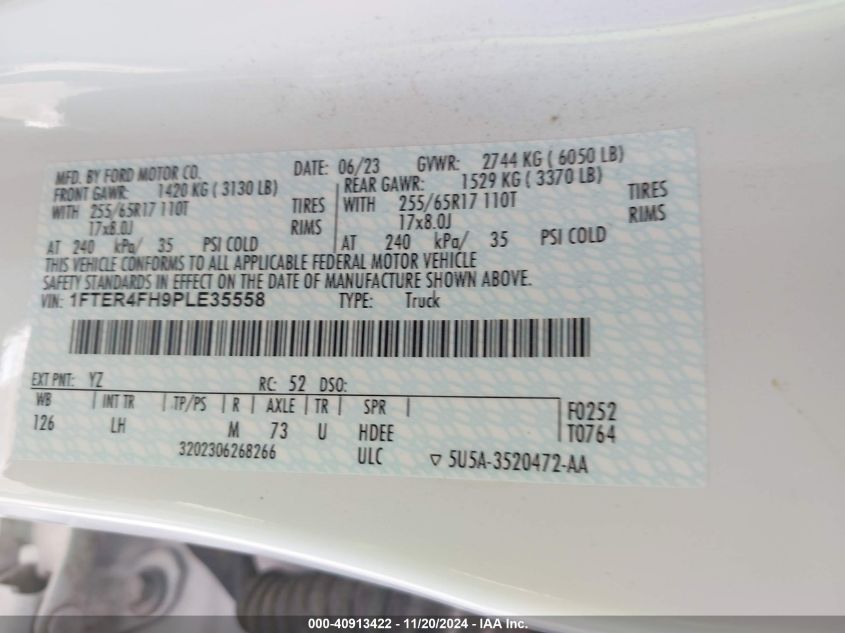 MFD. BY FORD MOTOR CO. DATE: 06/23 GVWR: 2744 KG ( 6050 LB)
FRONT GAWR: 1420 KG ( 3130 LB) REAR GAWR: 1529 KG ( 3370 LB)
WITH 255/65R17 110T TIRES WITH 255/65R17 110T TIRES
17x8.0J RIMS 17x8.0J RIMS
AT 240 kPa/ 35 PSI COLD AT 240 kPa/ 35 PSI COLD
THIS VEHICLE CONFORMS TO ALL APPLICABLE FEDERAL MOTOR VEHICLE
SAFETY STANDARDS IN EFFECT ON THE DATE OF MANUFACTURE SHOWN ABOVE.
VIN: 1FTER4FH9PLE35558 TYPE: Truck
EXT PNT: YZ RC: 52 DSO:
WB INT TR TP/PS R AXLE TR SPR F0252
126 LH M 73 U HDEE T0764
3202306268266 ULC ▽ 5U5A-3520472-AA
000-40913422 - 11/20/2024 - IAA Inc.